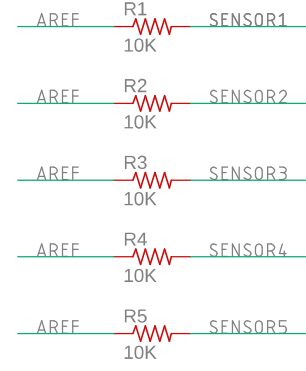 R1
AREF SENSOR1
10K
R2
AREF SENSOR2
10K
R3
AREF SENSOR3
10K
R4
AREF SENSOR4
10K
R5
AREF SENSOR5
10K